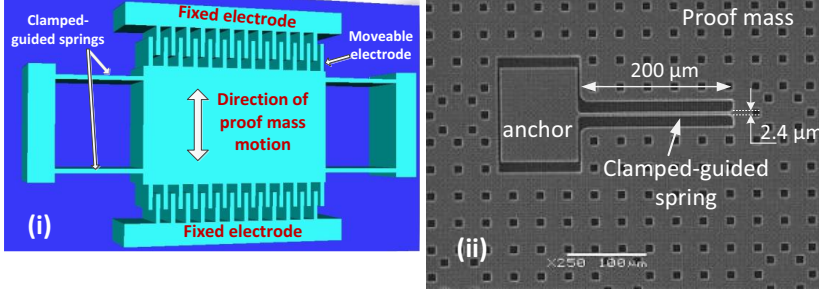 Clamped-
guided springs
Fixed electrode
Moveable
electrode
Direction of
proof mass
motion
(i)
Fixed electrode
Proof mass
200 µm
anchor
2.4 µm
Clamped-guided
spring
(ii)
X250 100µm